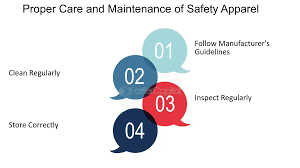 Proper Care and Maintenance of Safety Apparel
01
Follow Manufacturer's
Guidelines
Clean Regularly
02
03
Inspect Regularly
Store Correctly
04